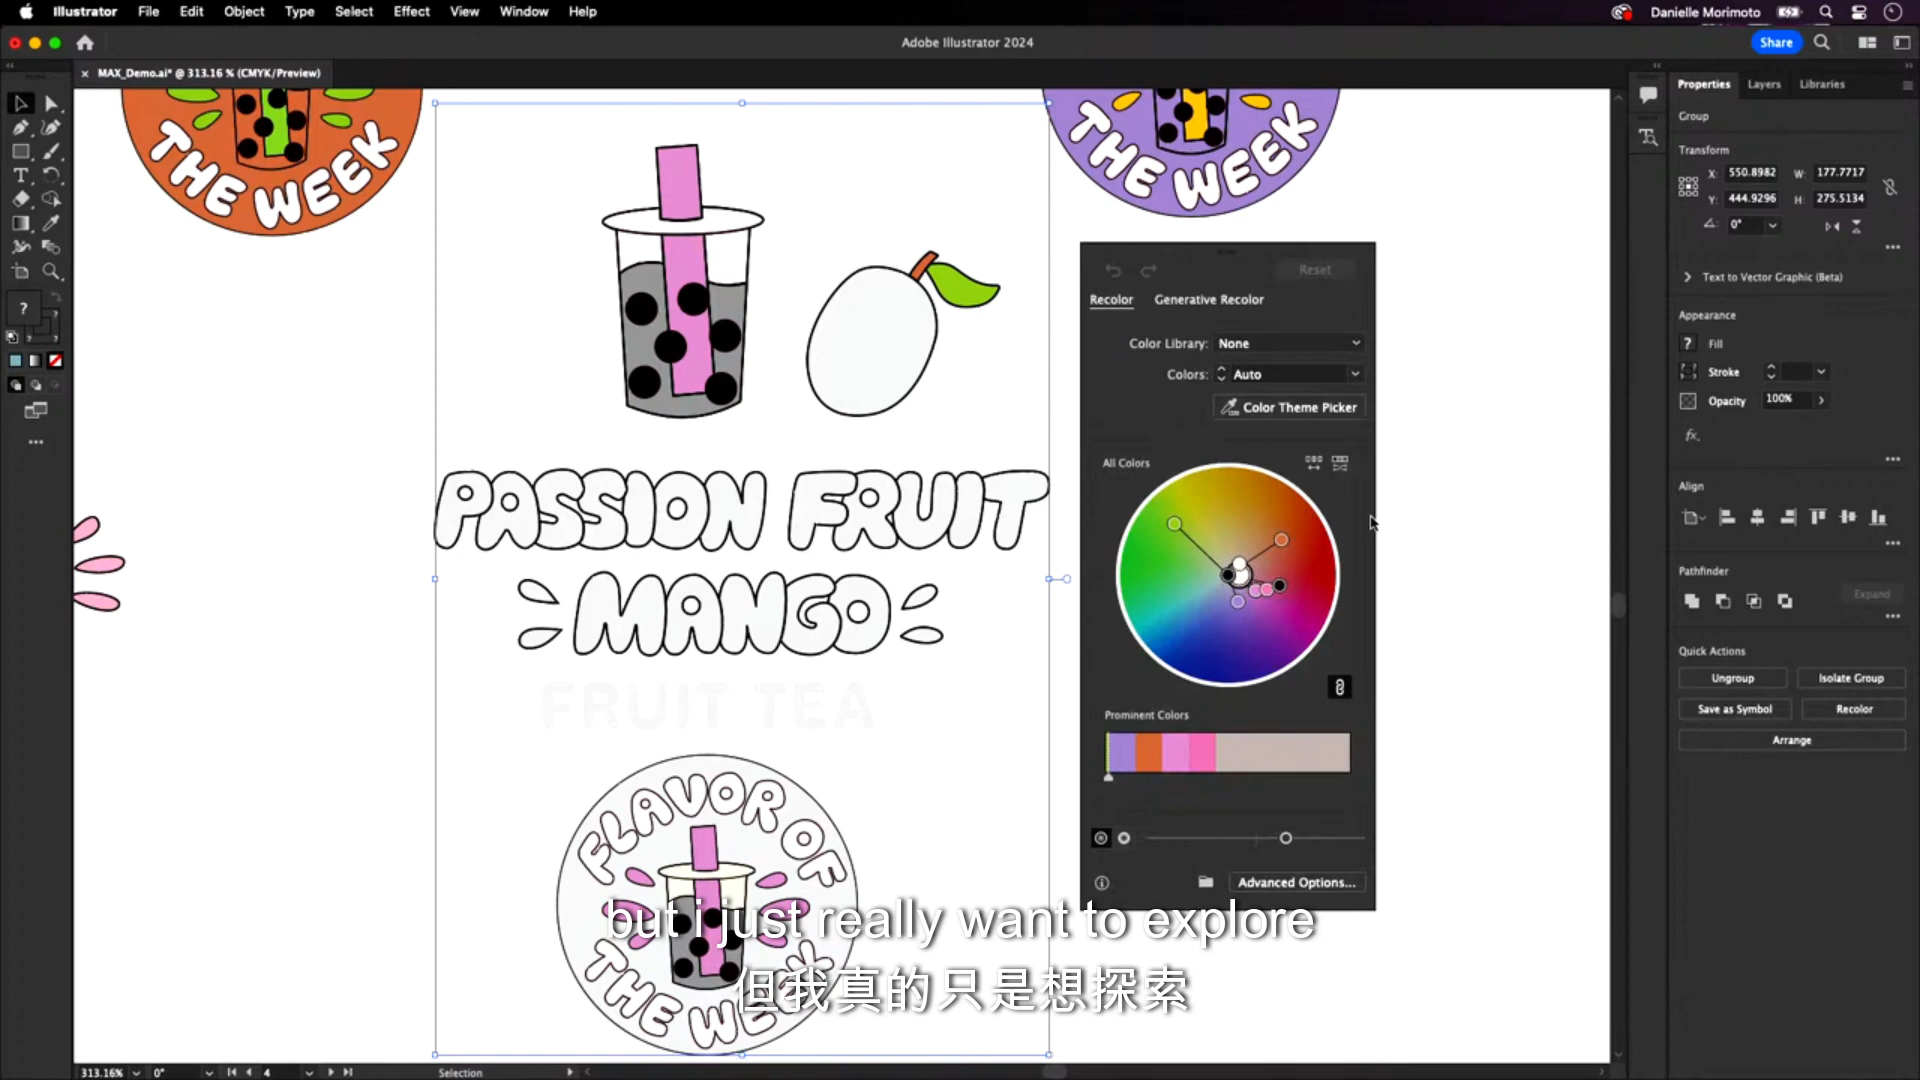 Illustrator File Edit Object Type Select Effect View Window Help
Danielle Morimoto
Adobe Illustrator 2024
Share
× MAX_Demo.ai* @ 313.16 % (CMYK/Preview)
Properties Layers Libraries
Group
Transform
X: 550.8982 W: 177.7717
Y: 444.9296 H: 275.5134
0°
Text to Vector Graphic (Beta)
Appearance
? Fill
Stroke
Opacity 100%
fx.
Align
Pathfinder
Expand
Quick Actions
Ungroup Isolate Group
Save as Symbol Recolor
Arrange
THE WEEK
THE WEEK
Reset
Recolor Generative Recolor
Color Library: None
Colors: Auto
Color Theme Picker
All Colors
Prominent Colors
Advanced Options...
PASSION FRUIT
MANGO
FRUIT TEA
FLAVOR OF
THE WEEK
but i just really want to explore
但我真的只是想探索
313.16% 0° 4 Selection